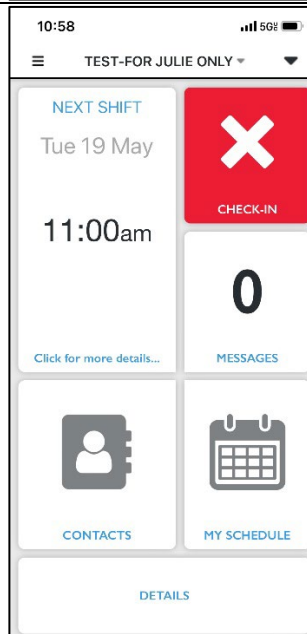 10:58
5G
TEST-FOR JULIE ONLY
NEXT SHIFT
Tue 19 May
11:00am
Click for more details...
CHECK-IN
0
MESSAGES
CONTACTS
MY SCHEDULE
DETAILS